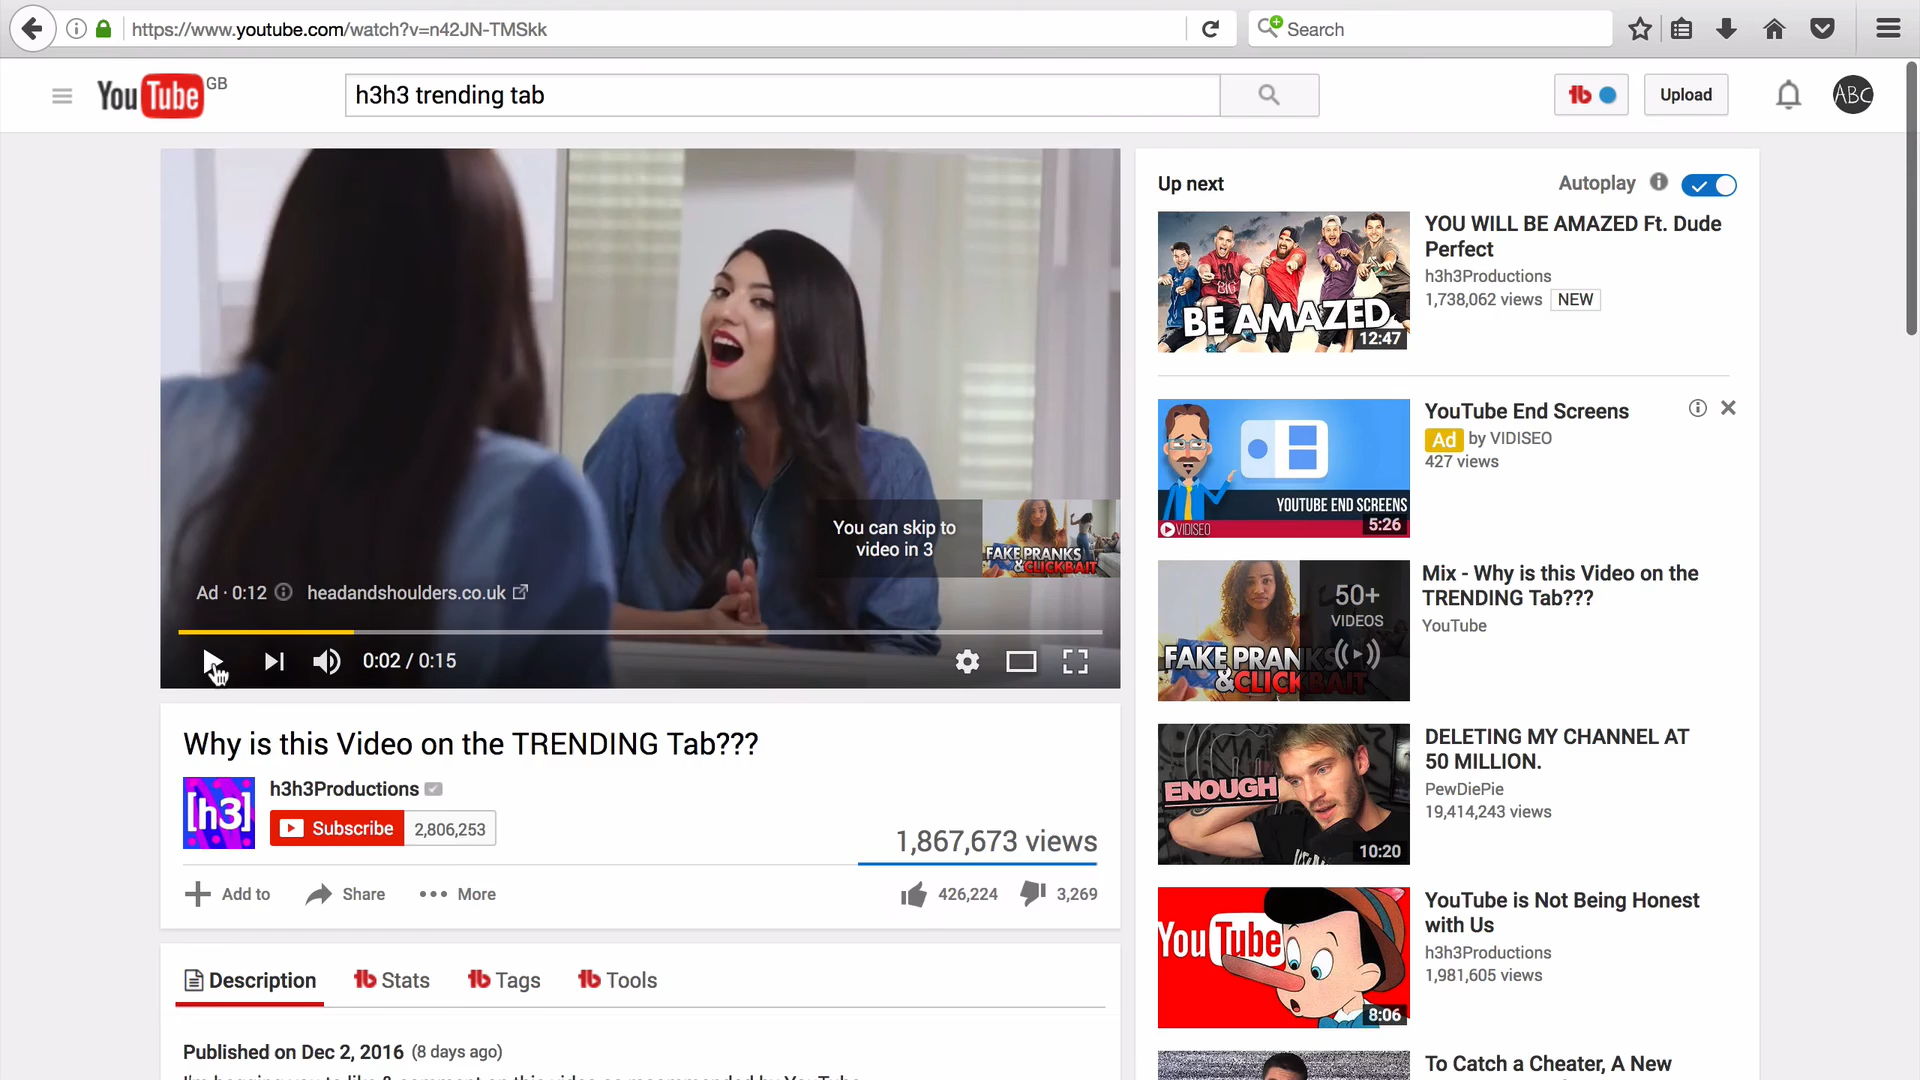 https://www.youtube.com/watch?v=n42JN-TMSkk
Search
YouTube GB
h3h3 trending tab
Upload
ABC
You can skip to
video in 3
FAKE PRANKS
&CLICKBAIT
Ad · 0:12
headandshoulders.co.uk
0:02 / 0:15
Why is this Video on the TRENDING Tab???
[h3]
h3h3Productions
Subscribe 2,806,253
1,867,673 views
Add to
Share
More
426,224
3,269
Description
Stats
Tags
Tools
Published on Dec 2, 2016 (8 days ago)
Up next
Autoplay
BE AMAZED
12:47
YOU WILL BE AMAZED Ft. Dude
Perfect
h3h3Productions
1,738,062 views NEW
YOUTUBE END SCREENS
VIDISEO
5:26
YouTube End Screens
Ad by VIDISEO
427 views
50+
VIDEOS
FAKE PRANKS
&CLICKBAIT
Mix - Why is this Video on the
TRENDING Tab???
YouTube
ENOUGH
10:20
DELETING MY CHANNEL AT
50 MILLION.
PewDiePie
19,414,243 views
YouTube
8:06
YouTube is Not Being Honest
with Us
h3h3Productions
1,981,605 views
To Catch a Cheater, A New